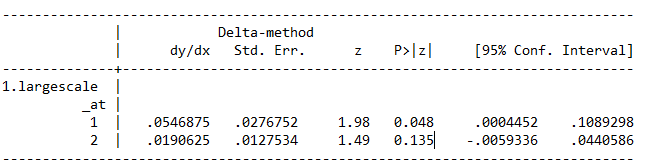 Delta-method
dy/dx Std. Err. z P>|z| [95% Conf. Interval]
1.largescale
_at
1 .0546875 .0276752 1.98 0.048 .0004452 .1089298
2 .0190625 .0127534 1.49 0.135 -.0059336 .0440586